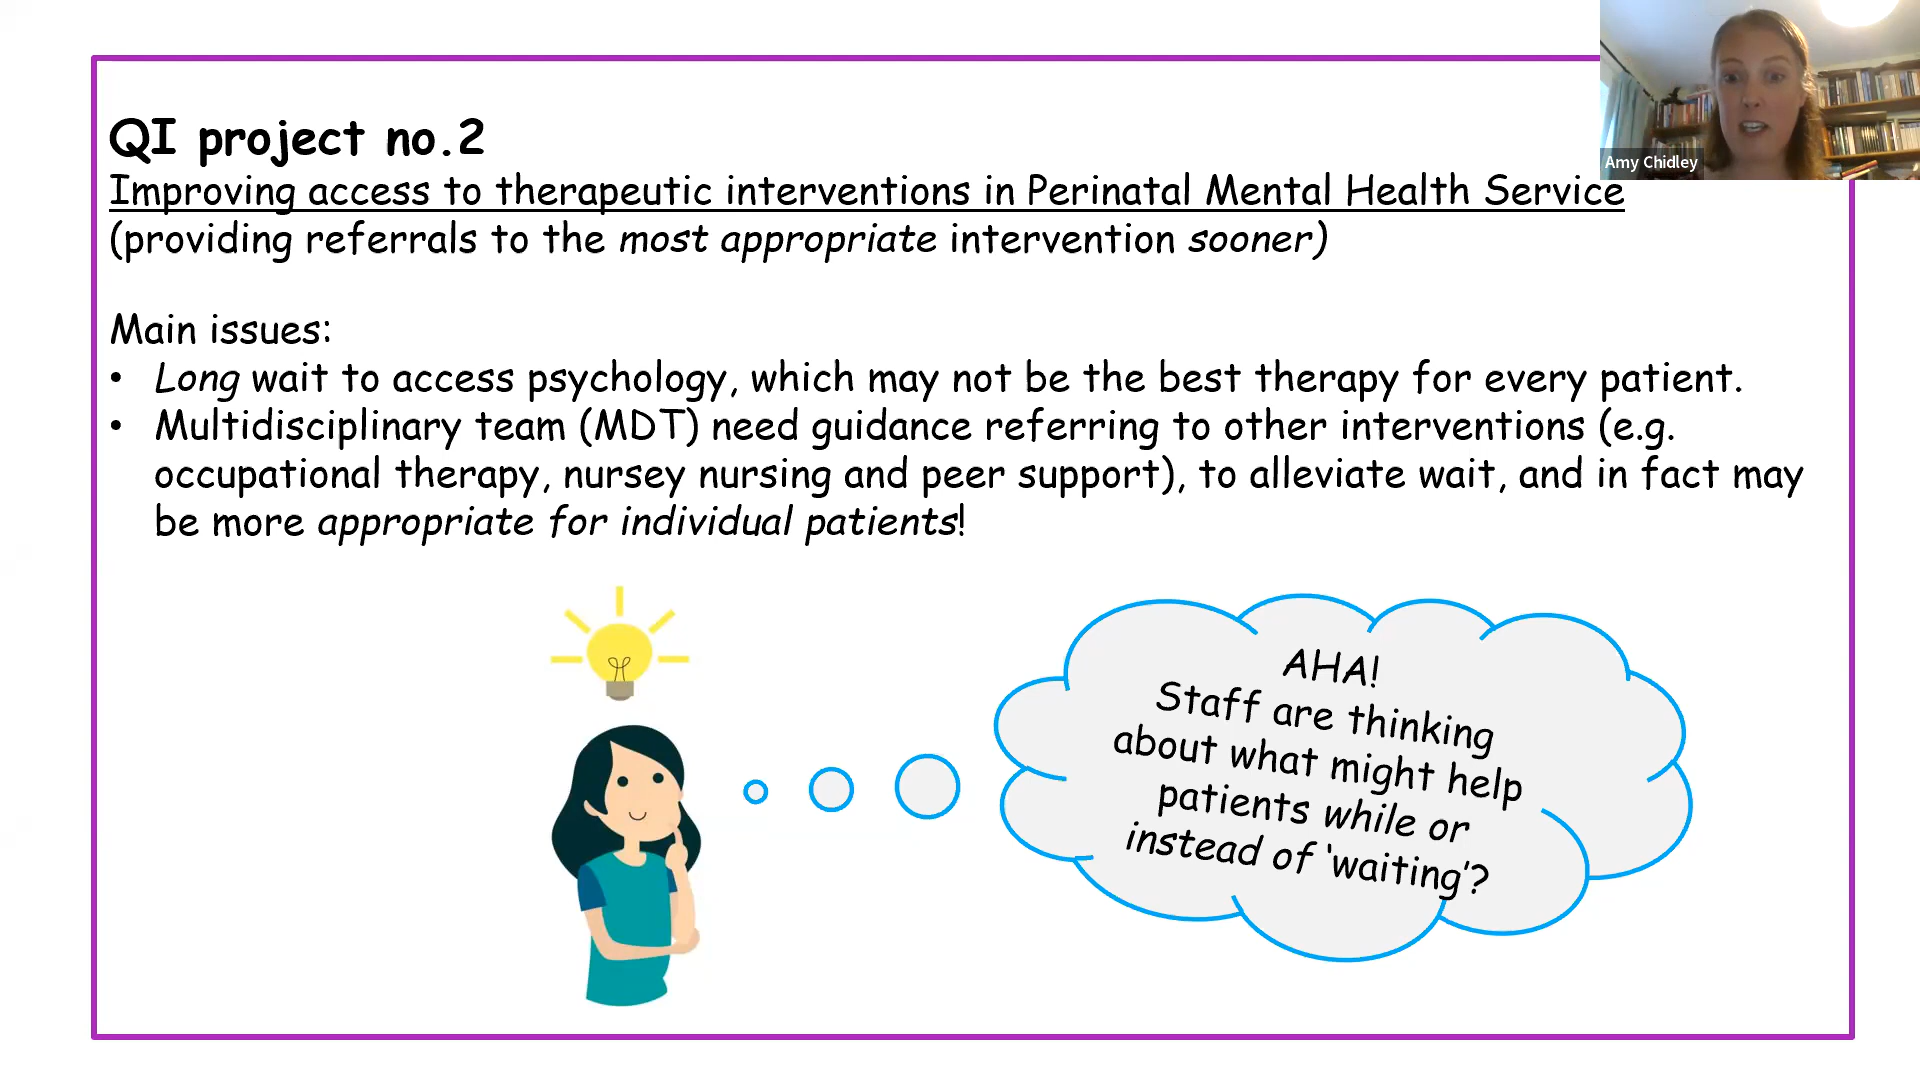 QI project no.2
Improving access to therapeutic interventions in Perinatal Mental Health Service
(providing referrals to the most appropriate intervention sooner)
Main issues:
• Long wait to access psychology, which may not be the best therapy for every patient.
• Multidisciplinary team (MDT) need guidance referring to other interventions (e.g.
occupational therapy, nursey nursing and peer support), to alleviate wait, and in fact may
be more appropriate for individual patients!
AHA!
Staff are thinking
about what might help
patients while or
instead of ‘waiting’?
Amy Chidley